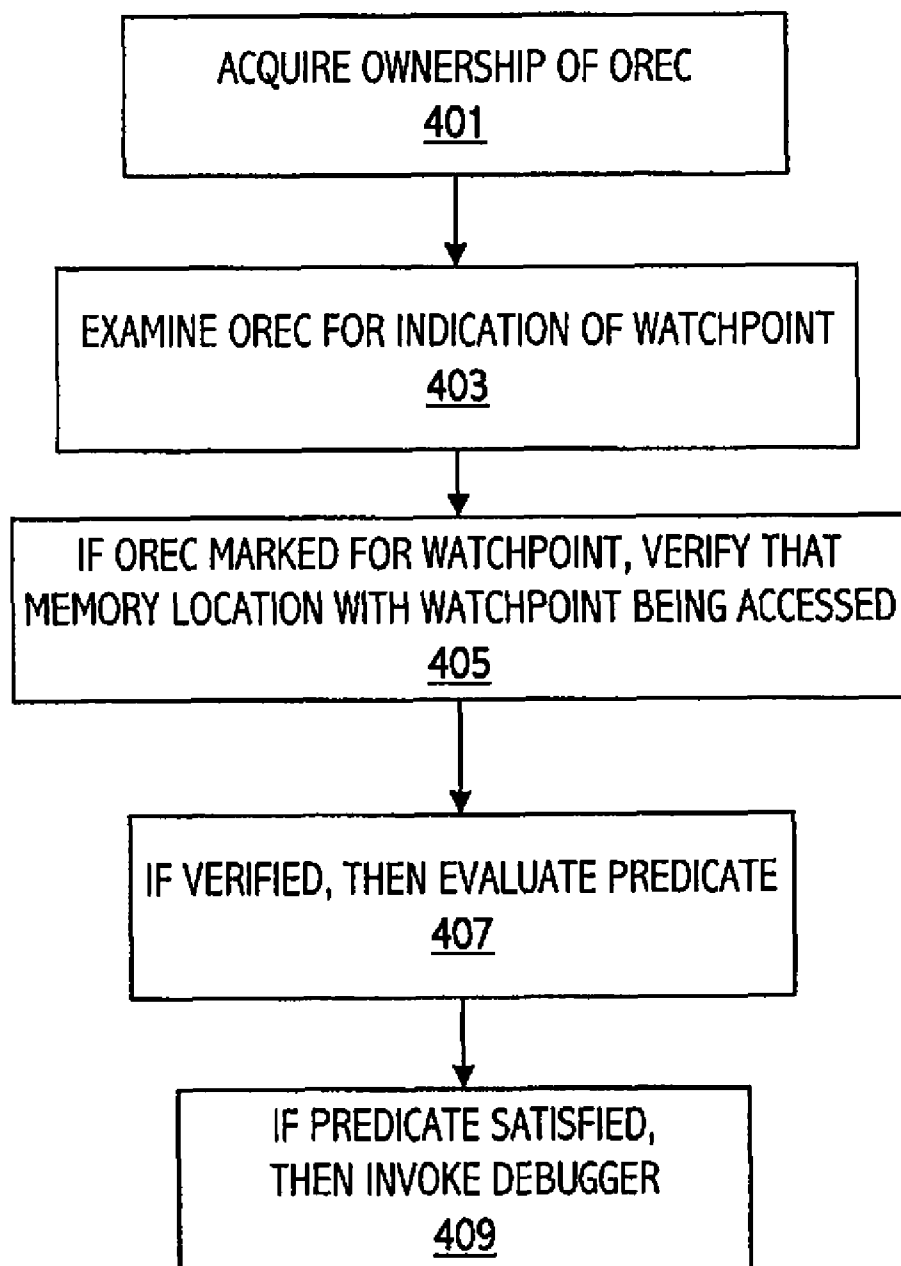 ACQUIRE OWNERSHIP OF OREC
401
EXAMINE OREC FOR INDICATION OF WATCHPOINT
403
IF OREC MARKED FOR WATCHPOINT, VERIFY THAT
MEMORY LOCATION WITH WATCHPOINT BEING ACCESSED
405
IF VERIFIED, THEN EVALUATE PREDICATE
407
IF PREDICATE SATISFIED,
THEN INVOKE DEBUGGER
409